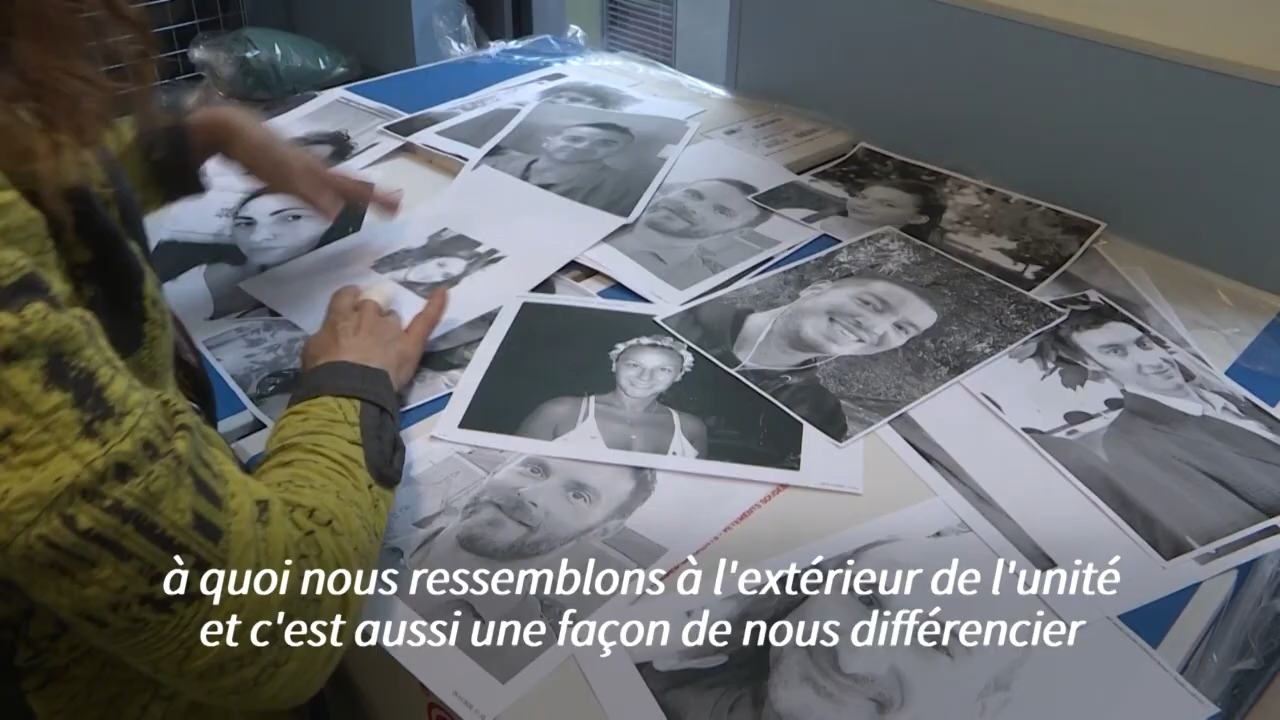 à quoi nous ressemblons à l'extérieur de l'unité
et c'est aussi une façon de nous différencier